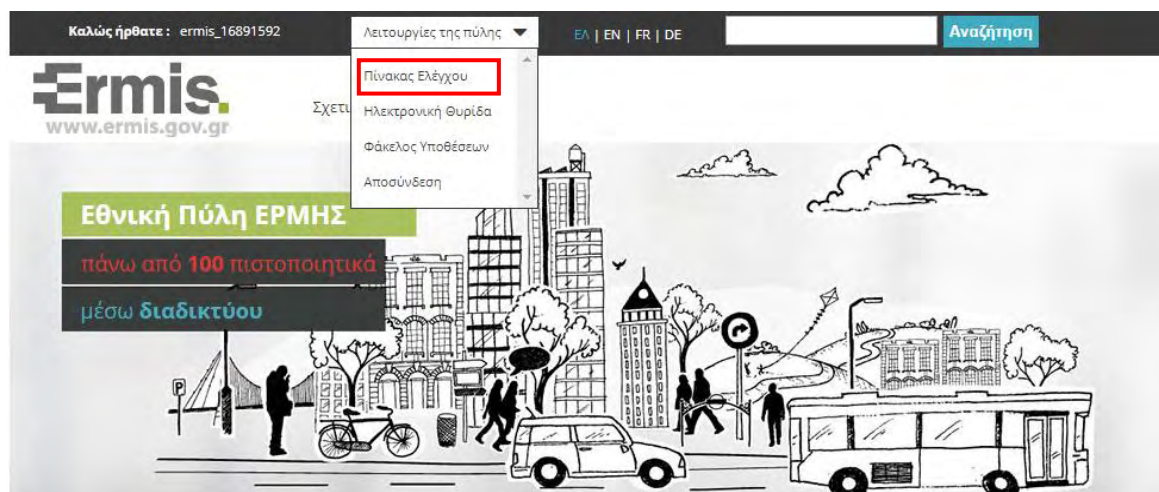 Καλώς ήρθατε : ermis_16891592
Λειτουργίες της πύλης
ΕΛ | EN | FR | DE
Αναζήτηση
Πίνακας Ελέγχου
Ηλεκτρονική Θυρίδα
Φάκελος Υποθέσεων
Αποσύνδεση
Ermis.
www.ermis.gov.gr
Σχετι
Εθνική Πύλη ΕΡΜΗΣ
πάνω από 100 πιστοποιητικά
μέσω διαδικτύου
P